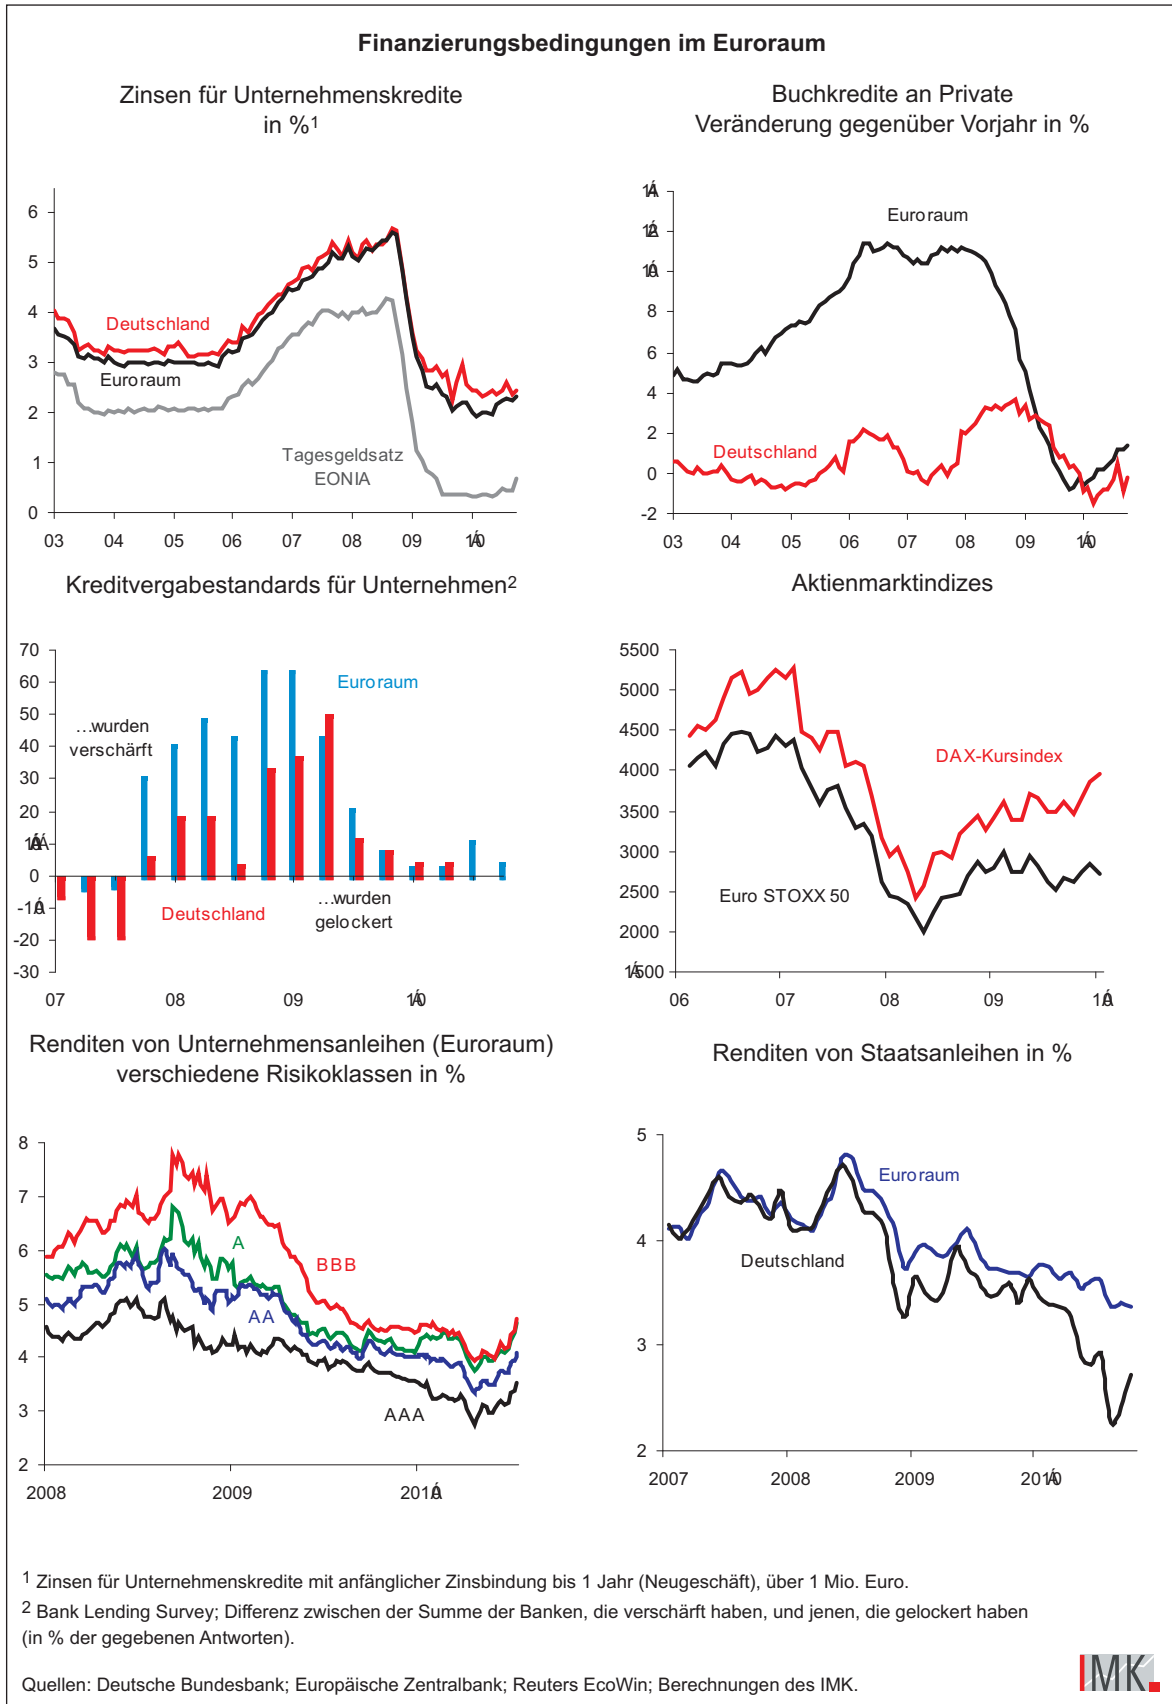 Finanzierungsbedingungen im Euroraum
Zinsen für Unternehmenskredite
in %1
6
5
4
3
2
1
0
Deutschland
Euroraum
Tagesgeldsatz
EONIA
03 04 05 06 07 08 09
Buchkredite an Private
Veränderung gegenüber Vorjahr in %
8
6
4
2
0
-2
Euroraum
Deutschland
03 04 05 06 07 08 09
Kreditvergabestandards für Unternehmen2
70
60
50
40
30
20
0
-20
-30
Euroraum
...wurden
verschärft
Deutschland
...wurden
gelockert
07 08 09
Aktienmarktindizes
5500
5000
4500
4000
3500
3000
2500
2000
DAX-Kursindex
Euro STOXX 50
06 07 08 09
Renditen von Unternehmensanleihen (Euroraum)
verschiedene Risikoklassen in %
8
7
6
5
4
3
2
A
BBB
AA
AAA
2008 2009
Renditen von Staatsanleihen in %
5
4
3
2
Euroraum
Deutschland
2007 2008 2009
1 Zinsen für Unternehmenskredite mit anfänglicher Zinsbindung bis 1 Jahr (Neugeschäft), über 1 Mio. Euro.
2 Bank Lending Survey; Differenz zwischen der Summe der Banken, die verschärft haben, und jenen, die gelockert haben
(in % der gegebenen Antworten).
Quellen: Deutsche Bundesbank; Europäische Zentralbank; Reuters EcoWin; Berechnungen des IMK.
IMK